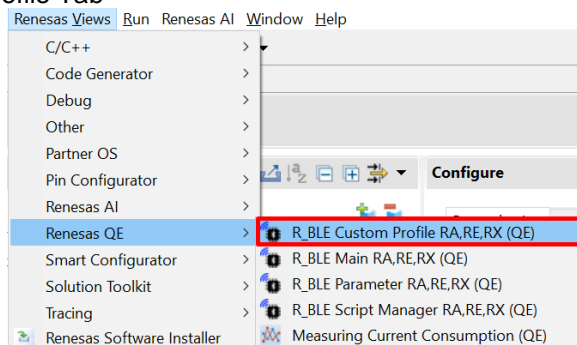 Renesas Views Run Renesas AI Window Help
C/C++
Code Generator
Debug
Other
Partner OS
Pin Configurator
Configure
Renesas AI
Renesas QE
R_BLE Custom Profile RA,RE,RX (QE)
Smart Configurator
R_BLE Main RA,RE,RX (QE)
Solution Toolkit
R_BLE Parameter RA,RE,RX (QE)
Tracing
R_BLE Script Manager RA,RE,RX (QE)
Renesas Software Installer
Measuring Current Consumption (QE)